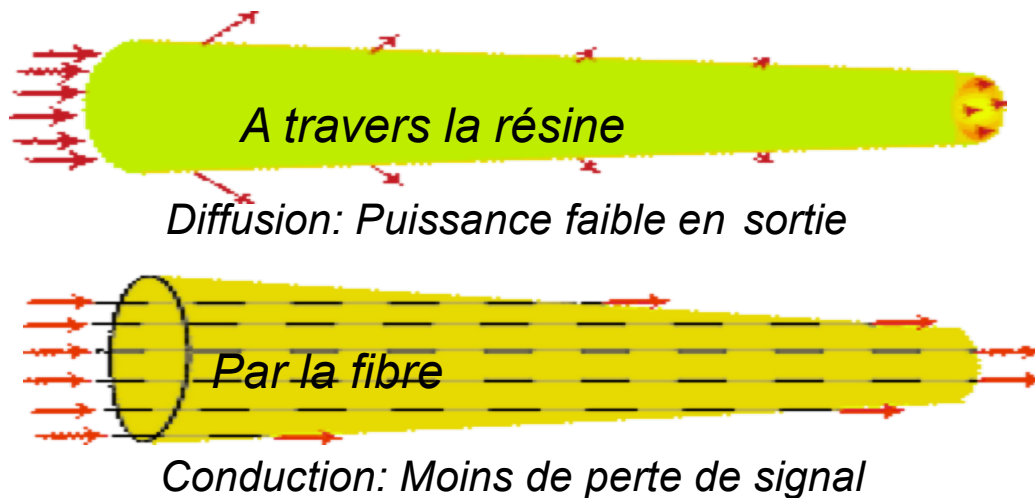 A travers la résine
Diffusion: Puissance faible en sortie
Par la fibre
Conduction: Moins de perte de signal